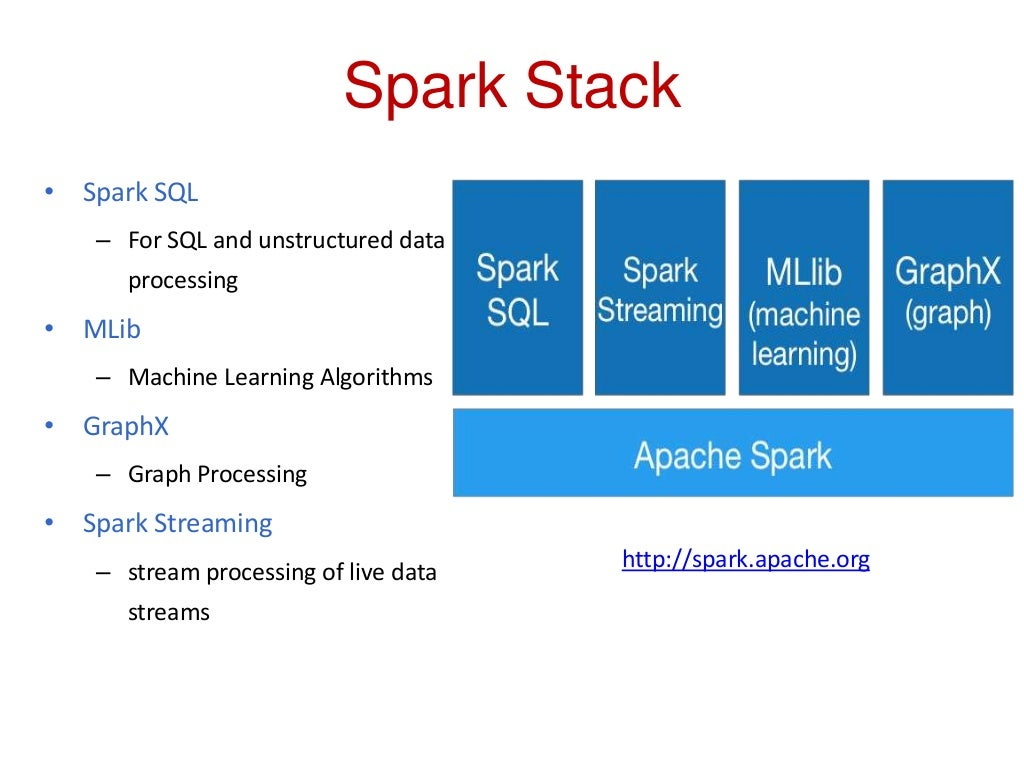 Spark Stack
• Spark SQL
– For SQL and unstructured data
processing
• MLib
– Machine Learning Algorithms
• GraphX
– Graph Processing
• Spark Streaming
– stream processing of live data
streams
Spark
SQL
Spark
Streaming
MLlib
(machine
learning)
GraphX
(graph)
Apache Spark
http://spark.apache.org